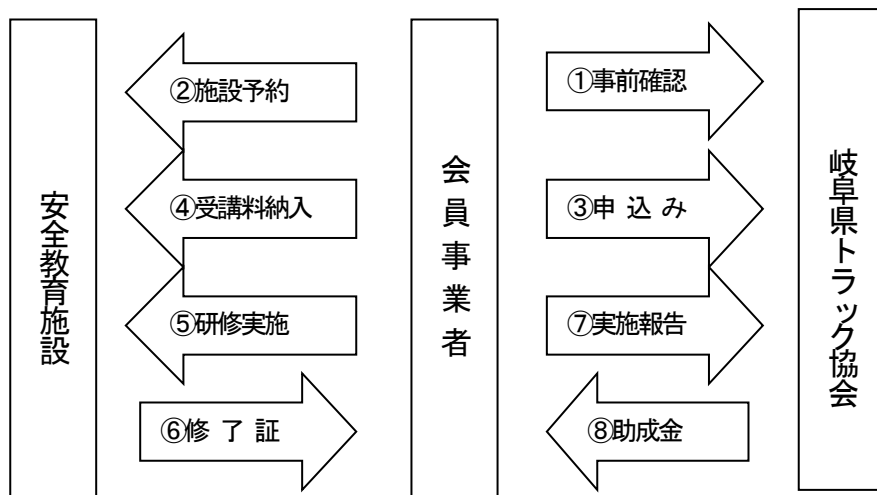 安全教育施設
②施設予約
④受講料納入
⑤研修実施
⑥修 了 証
会員事業者
①事前確認
③申 込 み
⑦実施報告
⑧助成金
岐阜県トラック協会